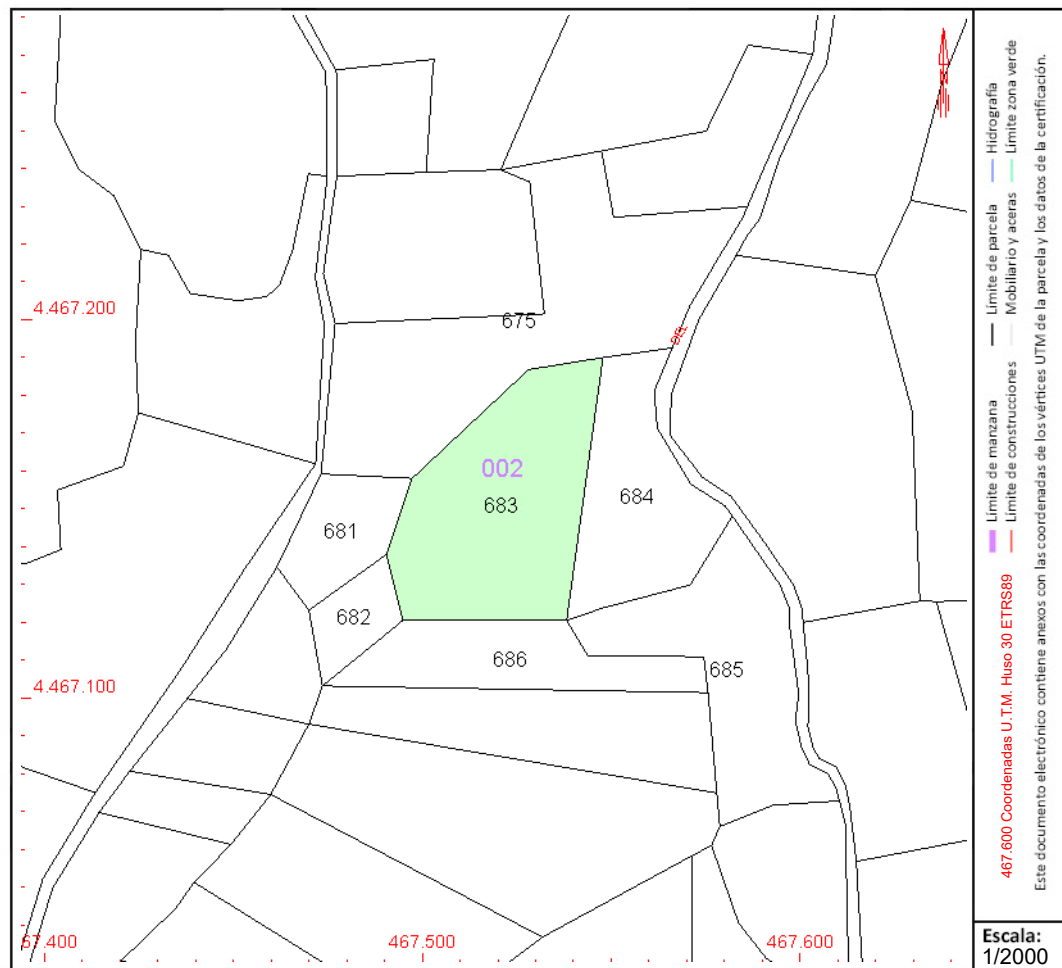 4.467.200
675
DEL
002
683
684
681
682
686
685
4.467.100
67.400
467.500
467.600
N
Límite de manzana
Límite de parcela
Hidrografía
Límite de construcciones
Mobiliario y aceras
Límite zona verde
467.600 Coordenadas U.T.M. Huso 30 ETRS89
Este documento electrónico contiene anexos con las coordenadas de los vértices UTM de la parcela y los datos de la certificación.
Escala:
1/2000